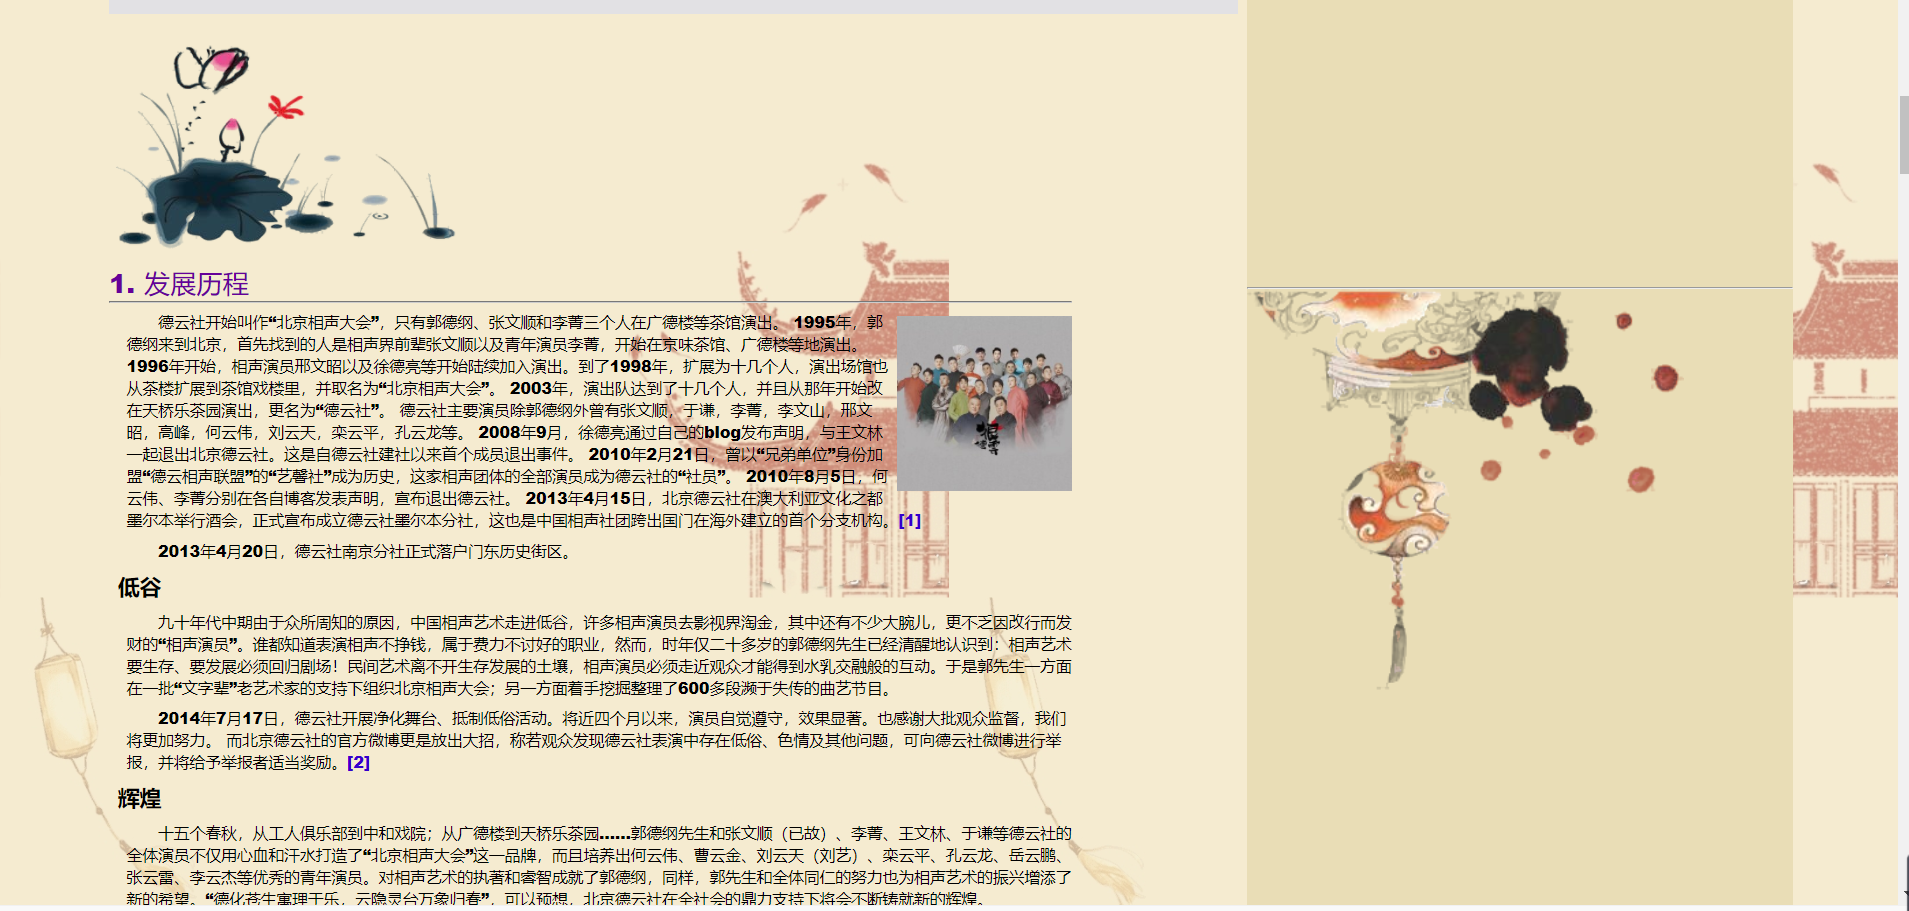 1. 发展历程
德云社开始叫作“北京相声大会”，只有郭德纲、张文顺和李菁三个人在广德楼等茶馆演出。 1995年，郭
德纲来到北京，首先找到的人是相声界前辈张文顺以及青年演员李菁，开始在京味茶馆、广德楼等地演出。
1996年开始，相声演员邢文昭以及徐德亮等开始陆续加入演出。到了1998年，扩展为十几个人，演出场馆也
从茶楼扩展到茶馆戏楼里，并取名为“北京相声大会”。 2003年，演出队达到了十几个人，并且从那年开始改
在天桥乐茶园演出，更名为“德云社”。 德云社主要演员除郭德纲外曾有张文顺，于谦，李菁，李文山，邢文
昭，高峰，何云伟，刘云天，栾云平，孔云龙等。 2008年9月，徐德亮通过自己的blog发布声明，与王文林
一起退出北京德云社。这是自德云社建社以来首个成员退出事件。 2010年2月21日，曾以“兄弟单位”身份加
盟“德云相声联盟”的“艺馨社”成为历史，这家相声团体的全部演员成为德云社的“社员”。 2010年8月5日，何
云伟、李菁分别在各自博客发表声明，宣布退出德云社。 2013年4月15日，北京德云社在澳大利亚文化之都
墨尔本举行酒会，正式宣布成立德云社墨尔本分社，这也是中国相声社团跨出国门在海外建立的首个分支机构。[1]
2013年4月20日，德云社南京分社正式落户门东历史街区。
低谷
九十年代中期由于众所周知的原因，中国相声艺术走进低谷，许多相声演员去影视界淘金，其中还有不少大腕儿，更不乏因改行而发
财的“相声演员”。谁都知道表演相声不挣钱，属于费力不讨好的职业，然而，时年仅二十多岁的郭德纲先生已经清醒地认识到：相声艺术
要生存、要发展必须回归剧场！民间艺术离不开生存发展的土壤，相声演员必须走近观众才能得到水乳交融般的互动。于是郭先生一方面
在一批“文字辈”老艺术家的支持下组织北京相声大会；另一方面着手挖掘整理了600多段濒于失传的曲艺节目。
2014年7月17日，德云社开展净化舞台、抵制低俗活动。将近四个月以来，演员自觉遵守，效果显著。也感谢大批观众监督，我们
将更加努力。 而北京德云社的官方微博更是放出大招，称若观众发现德云社表演中存在低俗、色情及其他问题，可向德云社微博进行举
报，并将给予举报者适当奖励。[2]
辉煌
十五个春秋，从工人俱乐部到中和戏院；从广德楼到天桥乐茶园……郭德纲先生和张文顺（已故）、李菁、王文林、于谦等德云社的
全体演员不仅用心血和汗水打造了“北京相声大会”这一品牌，而且培养出何云伟、曹云金、刘云天（刘艺）、栾云平、孔云龙、岳云鹏、
张云雷、李云杰等优秀的青年演员。对相声艺术的执著和睿智成就了郭德纲，同样，郭先生和全体同仁的努力也为相声艺术的振兴增添了
新的希望。“德化苍生寓理于乐，云隐灵台万象归春”，可以预想，北京德云社在全社会的鼎力支持下将会不断铸就新的辉煌。